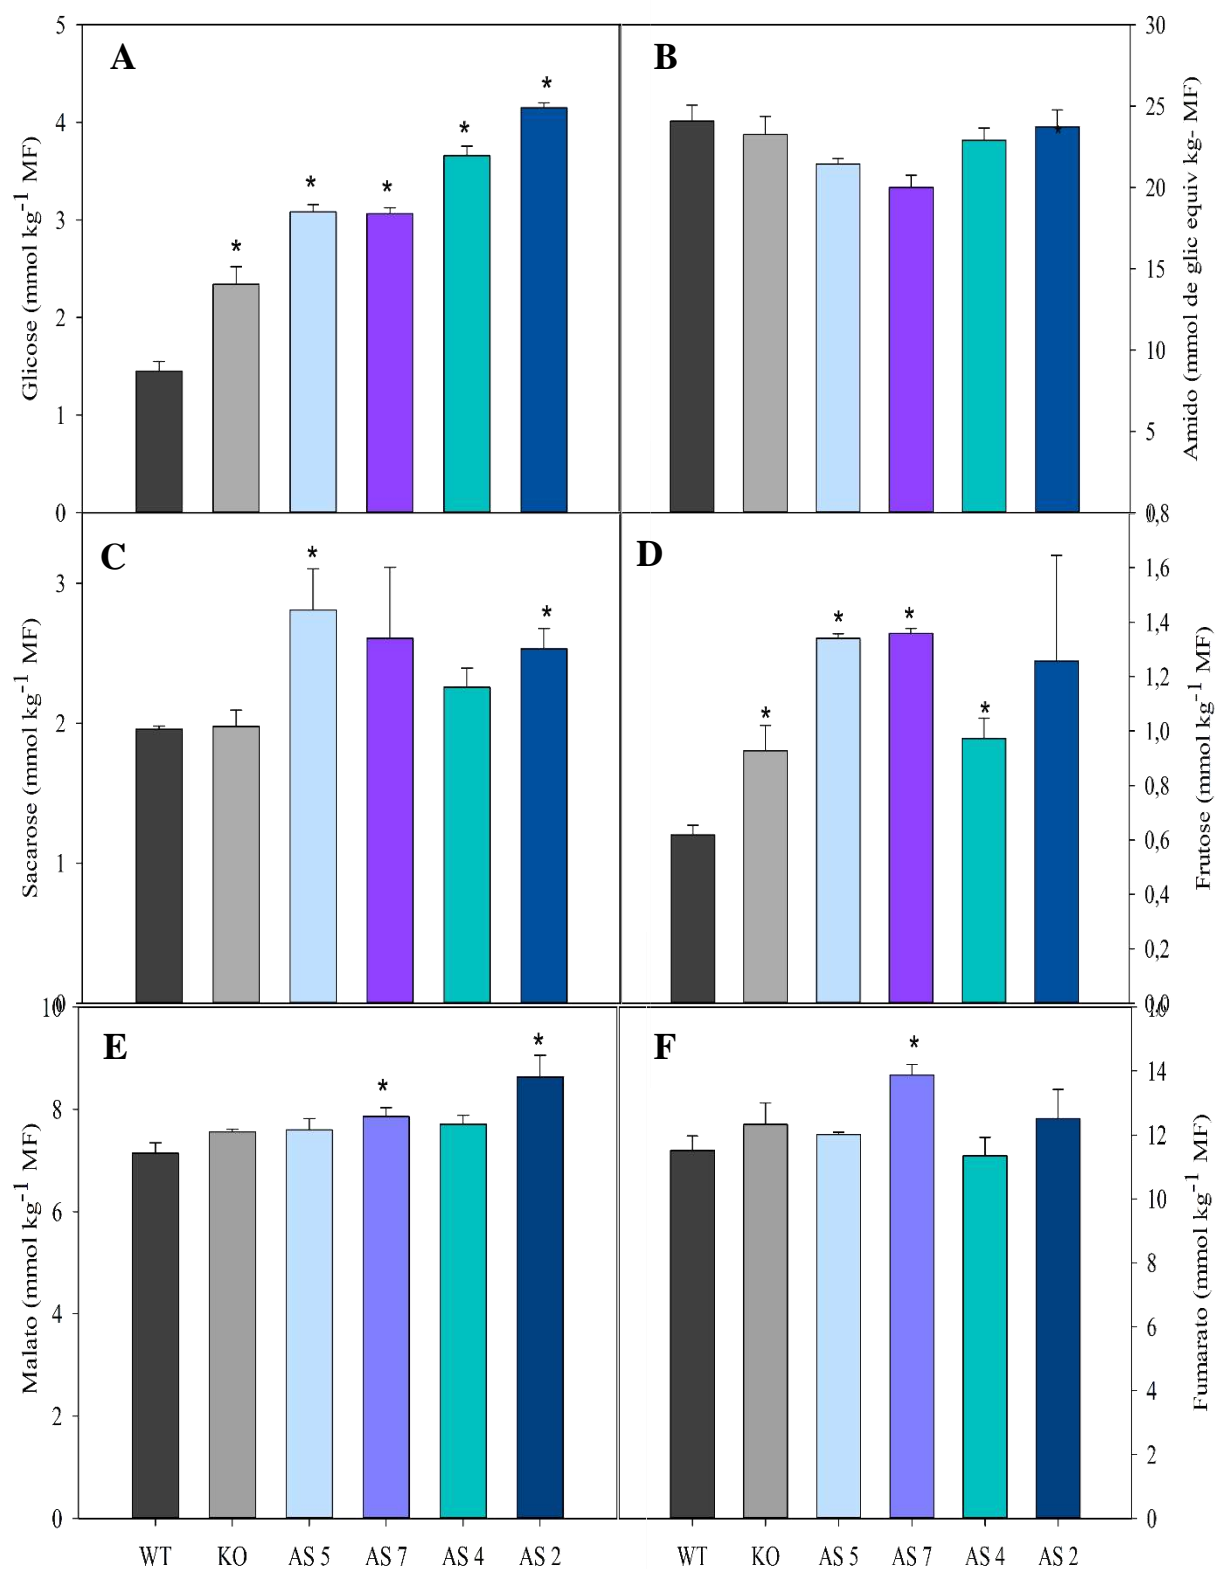 A
B
5
4
3
2
1
0
Glicose (mmol kg⁻¹ MF)
* * * * *
30
25
20
15
10
5
0
Amido (mmol de glic equiv kg- MF)
*
C
D
3
2
1
0
Sacarose (mmol kg⁻¹ MF)
* *
1,8
1,6
1,4
1,2
1,0
0,8
0,6
0,4
0,2
0,0
Frutose (mmol kg⁻¹ MF)
* * * *
E
F
10
8
6
4
2
0
Malato (mmol kg⁻¹ MF)
* *
16
14
12
10
8
6
4
2
0
Fumarato (mmol kg⁻¹ MF)
*
WT KO AS 5 AS 7 AS 4 AS 2
WT KO AS 5 AS 7 AS 4 AS 2